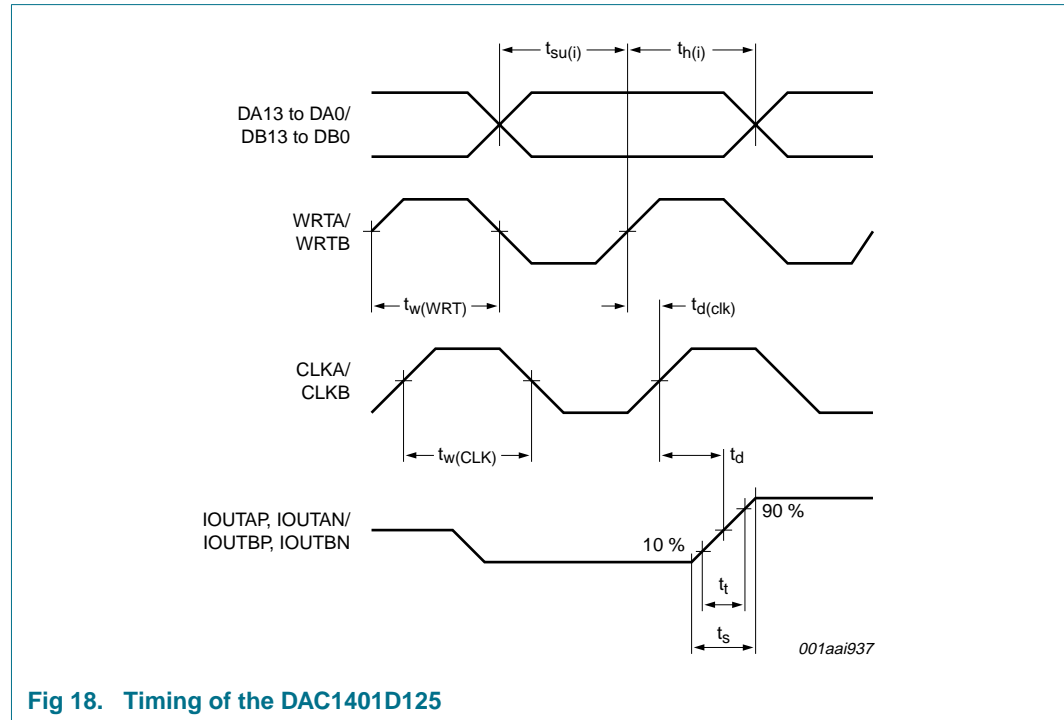 t_su(i) t_h(i)
DA13 to DA0/
DB13 to DB0
WRTA/
WRTB
t_w(WRT) t_d(clk)
CLKA/
CLKB
t_w(CLK) t_d
IOUTAP, IOUTAN/
IOUTBP, IOUTBN
90 %
10 %
t_t
t_s
001aai937
Fig 18. Timing of the DAC1401D125